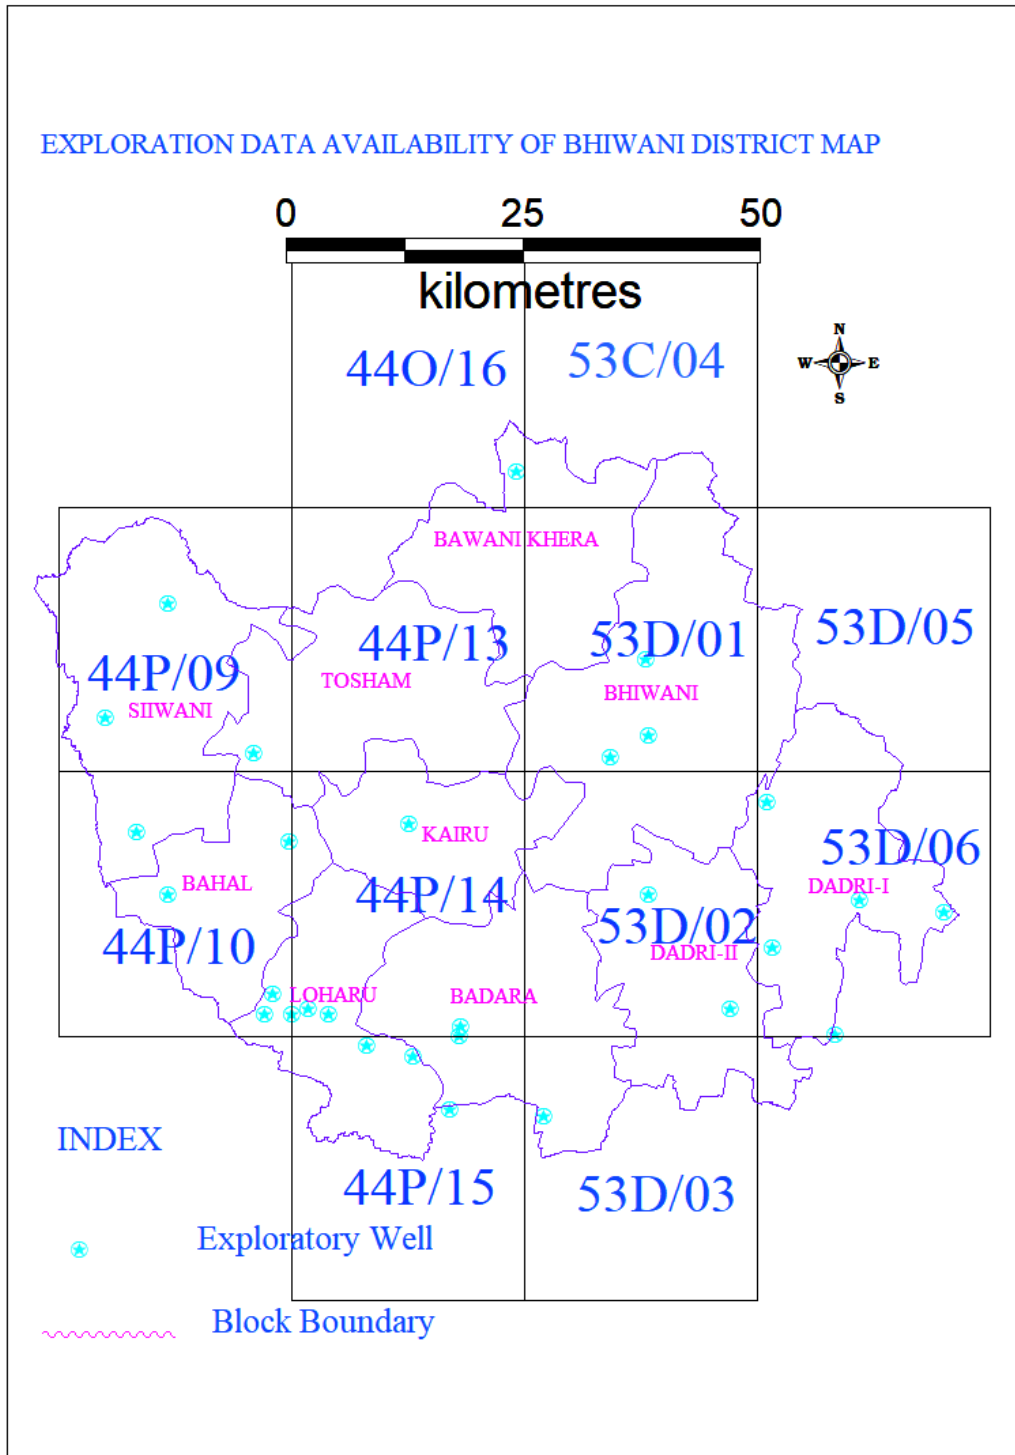 EXPLORATION DATA AVAILABILITY OF BHIWANI DISTRICT MAP
0 25 50
kilometres
N
W E
S
44O/16 53C/04
BAWANI KHERA
44P/13 53D/01 53D/05
44P/09
TOSHAM
BHIWANI
SIIWANI
KAIRU
53D/06
BAHAL
DADRI-I
44P/14
53D/02
44P/10
DADRI-II
LOHARU
BADARA
INDEX
44P/15 53D/03
Exploratory Well
Block Boundary